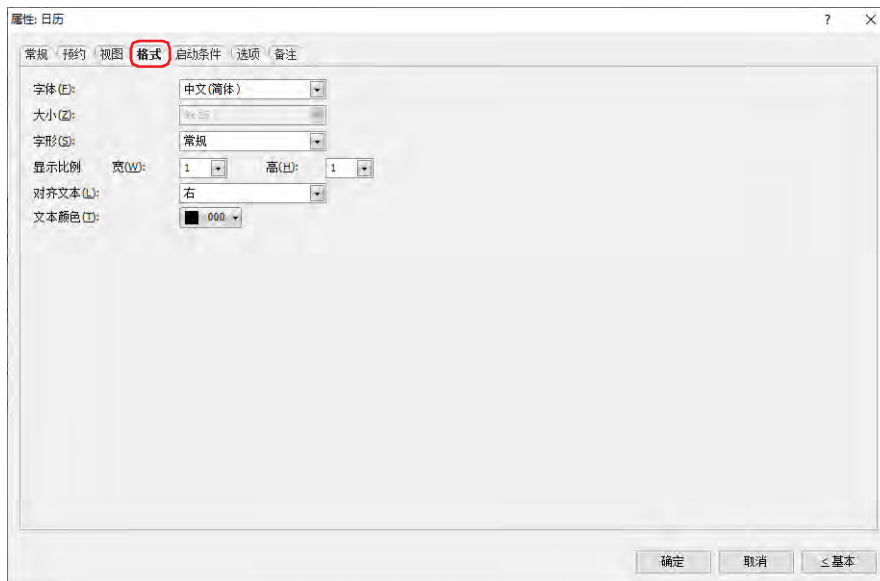 属性: 日历 ?
常规 预约 视图 格式 启动条件 选项 备注
字体(F): 中文(简体)
大小(Z):
字形(S): 常规
显示比例 宽(W): 1 高(H): 1
对齐文本(L): 右
文本颜色(T): 000
确定 取消 <基本